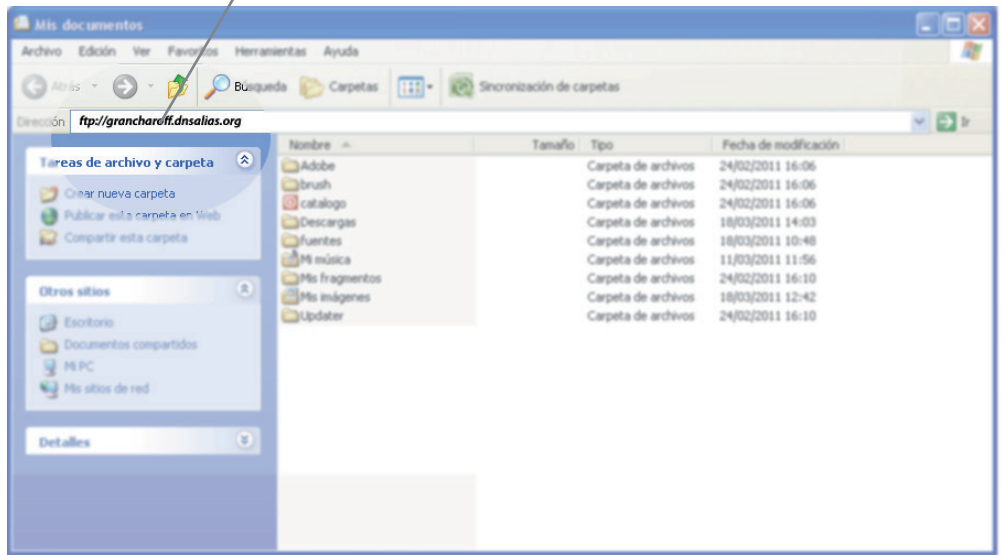 Mis documentos
Archivo Edición Ver Favoritos Herramientas Ayuda
Atrás Búsqueda Carpetas Sincronización de carpetas
Dirección ftp://grancharoff.dnsalias.org Ir
Tareas de archivo y carpeta
Crear nueva carpeta
Publicar esta carpeta en Web
Compartir esta carpeta
Otros sitios
Escritorio
Documentos compartidos
Mi PC
Mis sitios de red
Detalles
Nombre Tamaño Tipo Fecha de modificación
Adobe Carpeta de archivos 24/02/2011 16:06
brush Carpeta de archivos 24/02/2011 16:06
catalogo Carpeta de archivos 24/02/2011 16:06
Descargas Carpeta de archivos 18/03/2011 14:03
fuentes Carpeta de archivos 18/03/2011 10:48
Mi música Carpeta de archivos 11/03/2011 11:56
Mis fragmentos Carpeta de archivos 24/02/2011 16:10
Mis imágenes Carpeta de archivos 18/03/2011 12:42
Updater Carpeta de archivos 24/02/2011 16:10